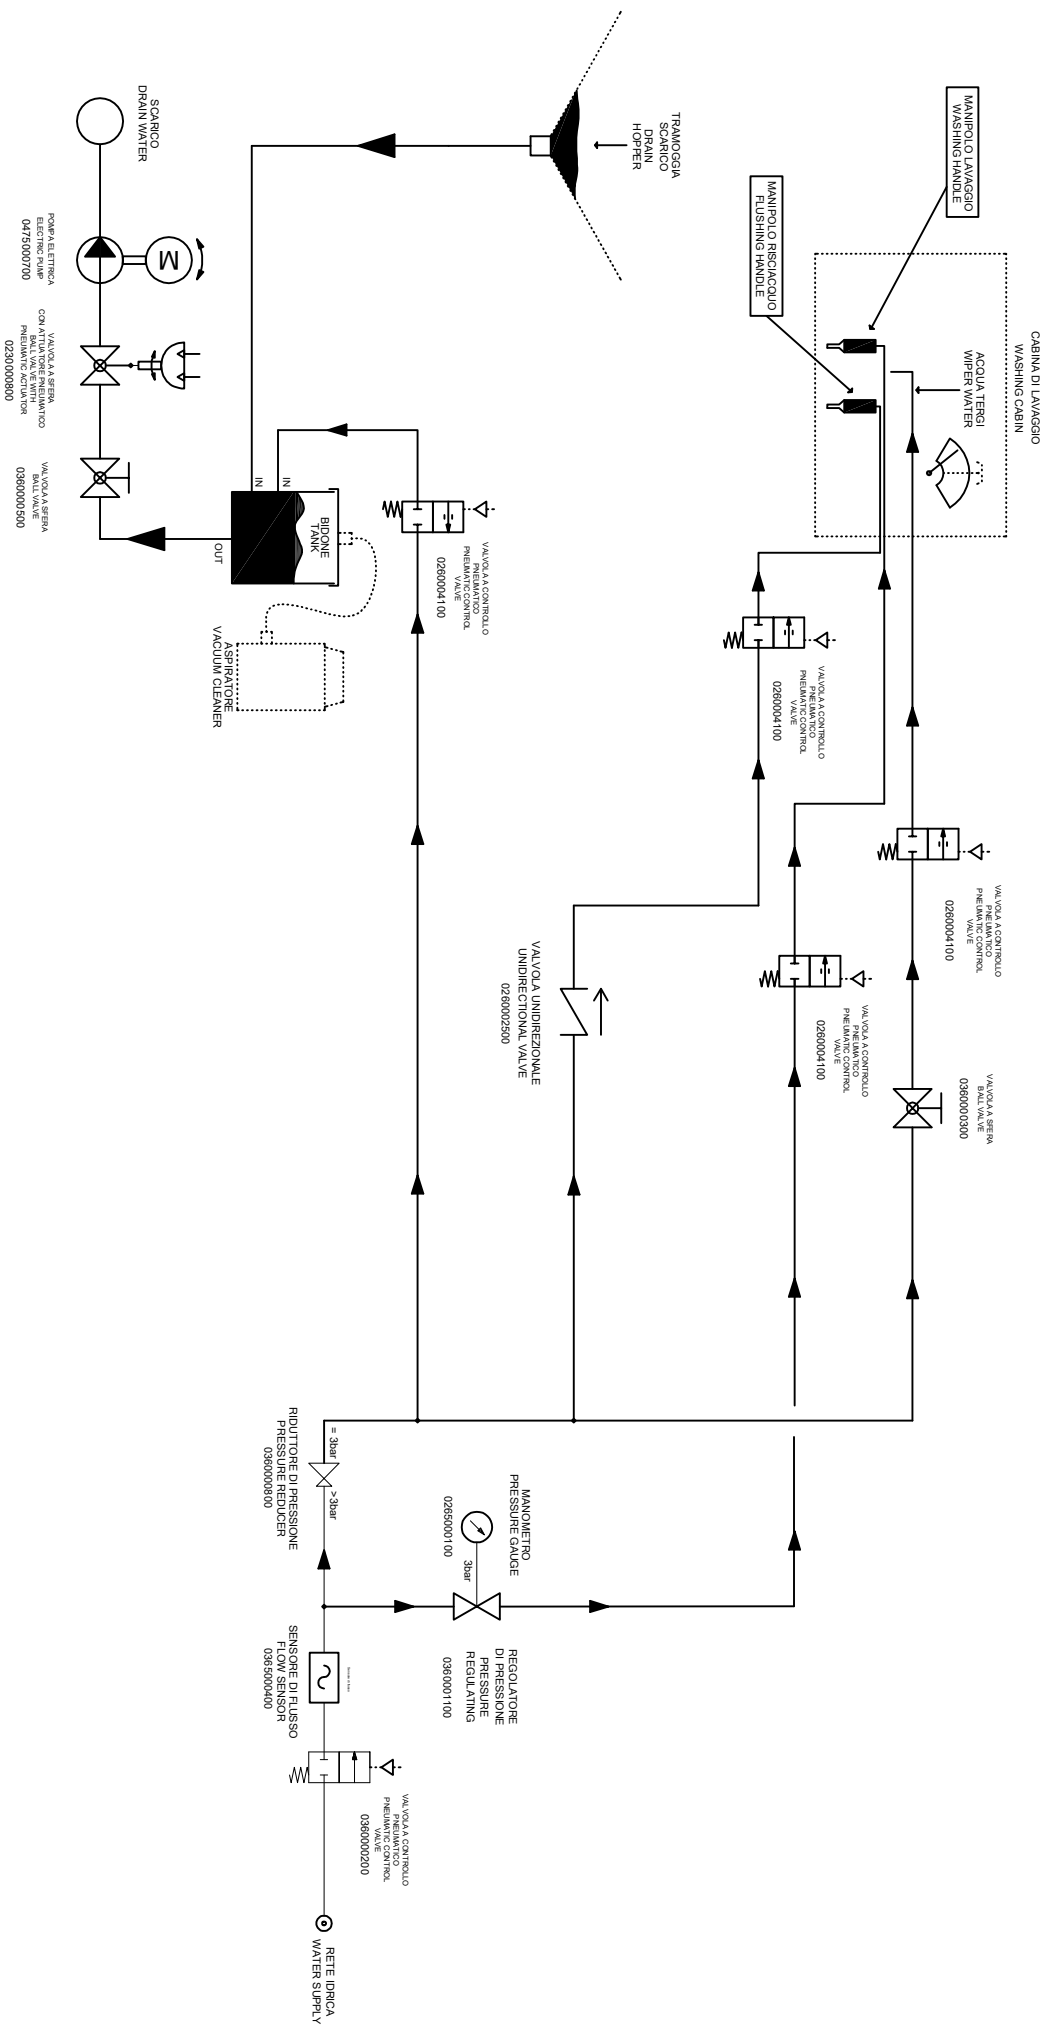 CABINA DI LAVAGGIO
WASHING CABIN
MANIPOLO LAVAGGIO
WASHING HANDLE
ACQUA TERGI
WIPER WATER
MANIPOLO RISCIACQUO
FLUSHING HANDLE
TRAMOGGIA
SCARICO
DRAIN
HOPPER
SCARICO
DRAIN WATER
M
POMPA ELETTRICA
ELECTRIC PUMP
0475000700
VALVOLA A SFERA
CON ATTUATORE PNEUMATICO
BALL VALVE WITH
PNEUMATIC ACTUATOR
0230000800
VALVOLA A SFERA
BALL VALVE
0360000500
IN
IN
OUT
BIDONE
TANK
ASPIRATORE
VACUUM CLEANER
VALVOLA A CONTROLLO
PNEUMATICO
PNEUMATIC CONTROL
VALVE
0260004100
VALVOLA A CONTROLLO
PNEUMATICO
PNEUMATIC CONTROL
VALVE
0260004100
VALVOLA A CONTROLLO
PNEUMATICO
PNEUMATIC CONTROL
VALVE
0260004100
VALVOLA A CONTROLLO
PNEUMATICO
PNEUMATIC CONTROL
VALVE
0260004100
VALVOLA A SFERA
BALL VALVE
0360000300
VALVOLA UNIDIREZIONALE
UNIDIRECTIONAL VALVE
0260002500
= 3bar
>3bar
RIDUTTORE DI PRESSIONE
PRESSURE REDUCER
0360000800
MANOMETRO
PRESSURE GAUGE
0265000100
3bar
REGOLATORE
DI PRESSIONE
PRESSURE
REGULATING
0360001100
SENSORE DI FLUSSO
FLOW SENSOR
0365000400
VALVOLA A CONTROLLO
PNEUMATICO
PNEUMATIC CONTROL
VALVE
0360000200
RETE IDRICA
WATER SUPPLY